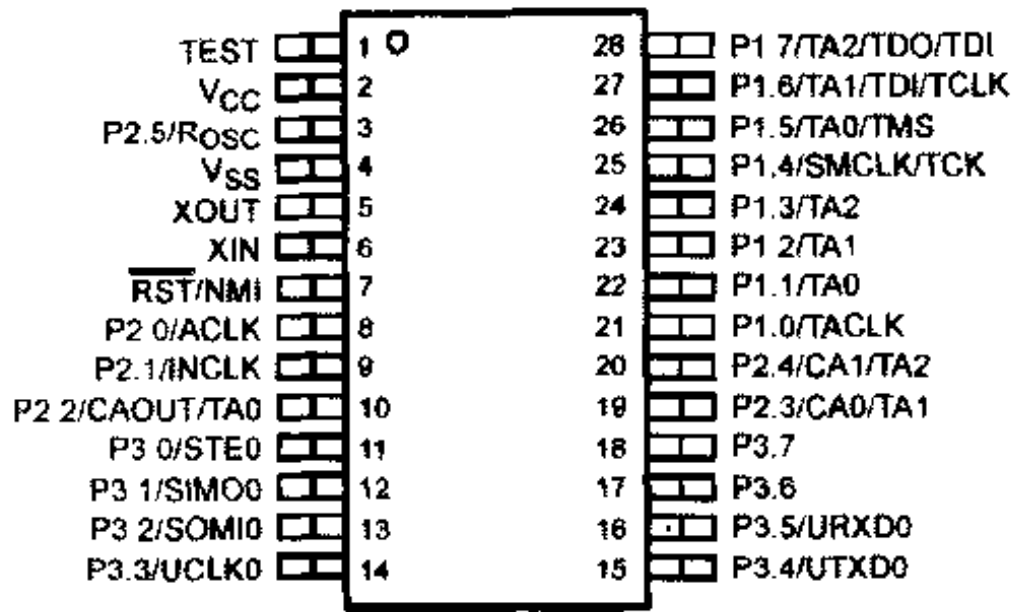 TEST 1 28 P1 7/TA2/TDO/TDI
VCC 2 27 P1.6/TA1/TDI/TCLK
P2.5/ROSC 3 26 P1.5/TA0/TMS
VSS 4 25 P1.4/SMCLK/TCK
XOUT 5 24 P1.3/TA2
XIN 6 23 P1 2/TA1
RST/NMI 7 22 P1.1/TA0
P2 0/ACLK 8 21 P1.0/TACLK
P2.1/INCLK 9 20 P2.4/CA1/TA2
P2 2/CAOUT/TA0 10 19 P2.3/CA0/TA1
P3 0/STE0 11 18 P3.7
P3 1/SIMO0 12 17 P3.6
P3 2/SOMI0 13 16 P3.5/URXD0
P3.3/UCLK0 14 15 P3.4/UTXD0